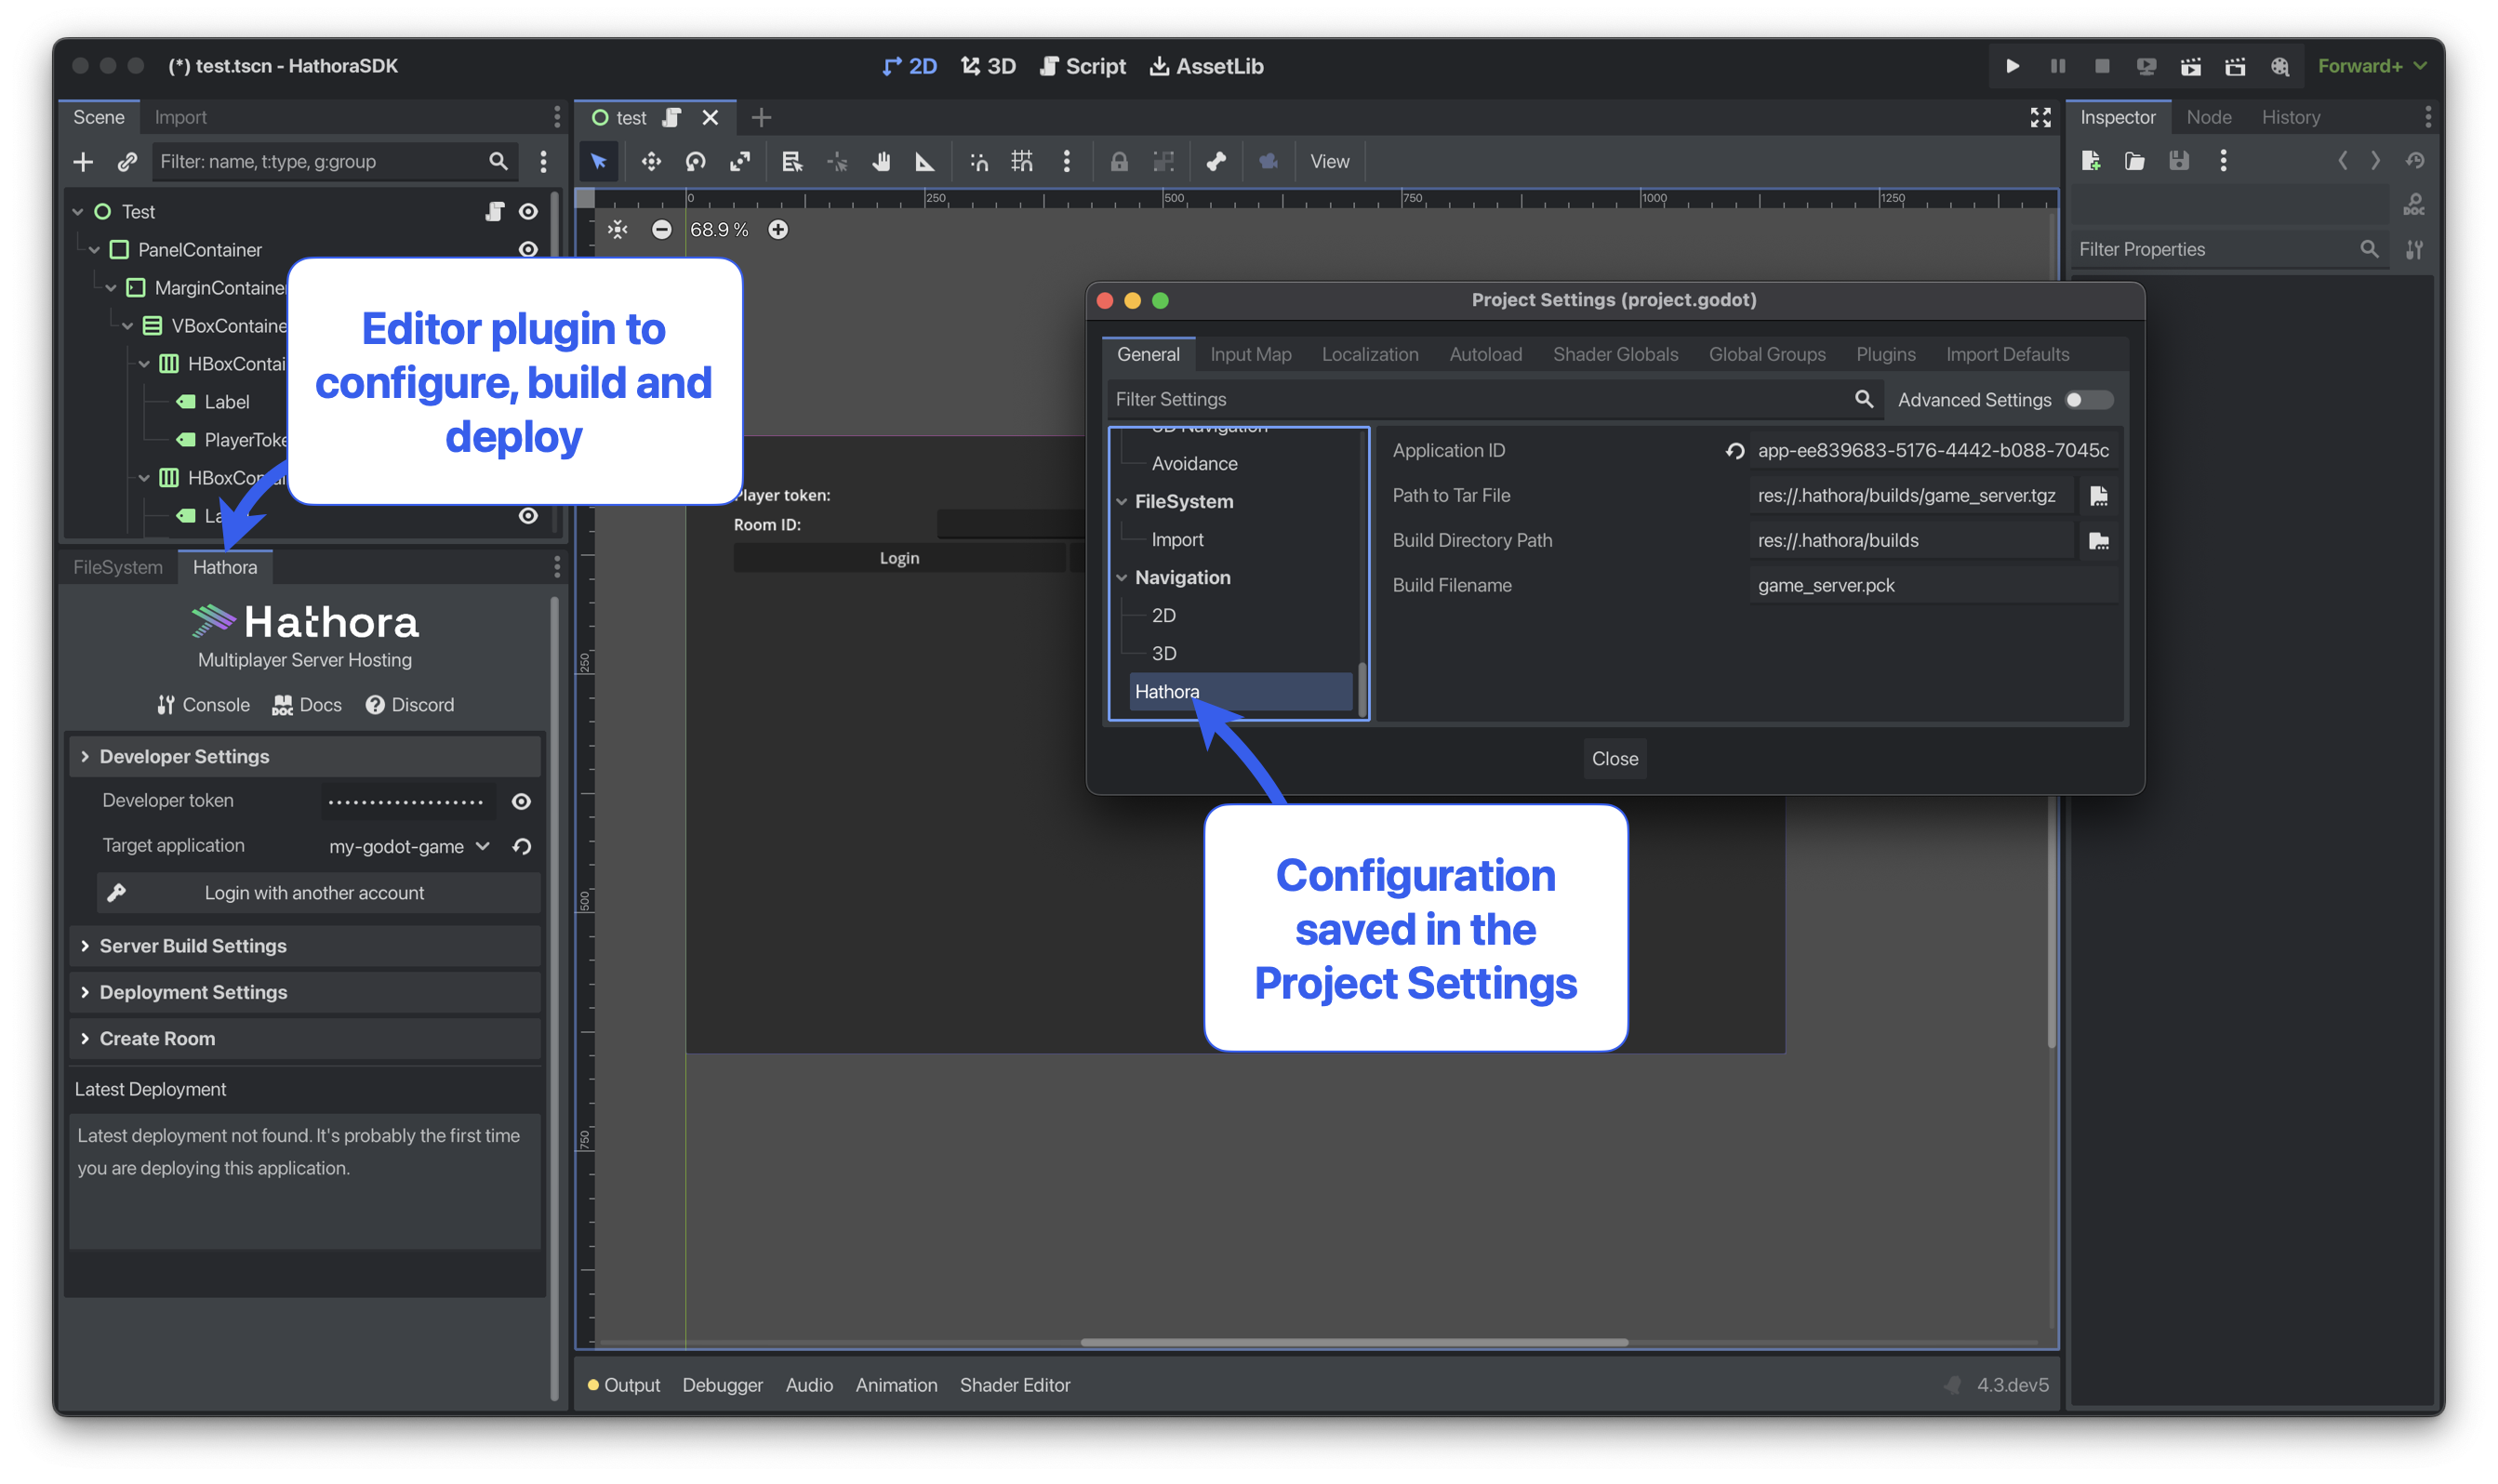 (*) test.tscn - HathoraSDK
2D
3D
Script
AssetLib
Forward+
Scene
Import
Filter: name, t:type, g:group
Test
PanelContainer
MarginContaine
VBoxContaine
HBoxContai
Label
PlayerToke
HBoxContai
La
Editor plugin to
configure, build and
deploy
FileSystem
Hathora
Hathora
Multiplayer Server Hosting
Console
Docs
Discord
Developer Settings
Developer token
Target application
my-godot-game
Login with another account
Server Build Settings
Deployment Settings
Create Room
Latest Deployment
Latest deployment not found. It's probably the first time
you are deploying this application.
test
View
0
250
500
750
1000
1250
68.9 %
250
500
750
Player token:
Room ID:
Login
Project Settings (project.godot)
General
Input Map
Localization
Autoload
Shader Globals
Global Groups
Plugins
Import Defaults
Filter Settings
Advanced Settings
3D Navigation
Avoidance
FileSystem
Import
Navigation
2D
3D
Hathora
Application ID
app-ee839683-5176-4442-b088-7045c
Path to Tar File
res://.hathora/builds/game_server.tgz
Build Directory Path
res://.hathora/builds
Build Filename
game_server.pck
Close
Configuration
saved in the
Project Settings
Output
Debugger
Audio
Animation
Shader Editor
4.3.dev5
Inspector
Node
History
DOC
Filter Properties